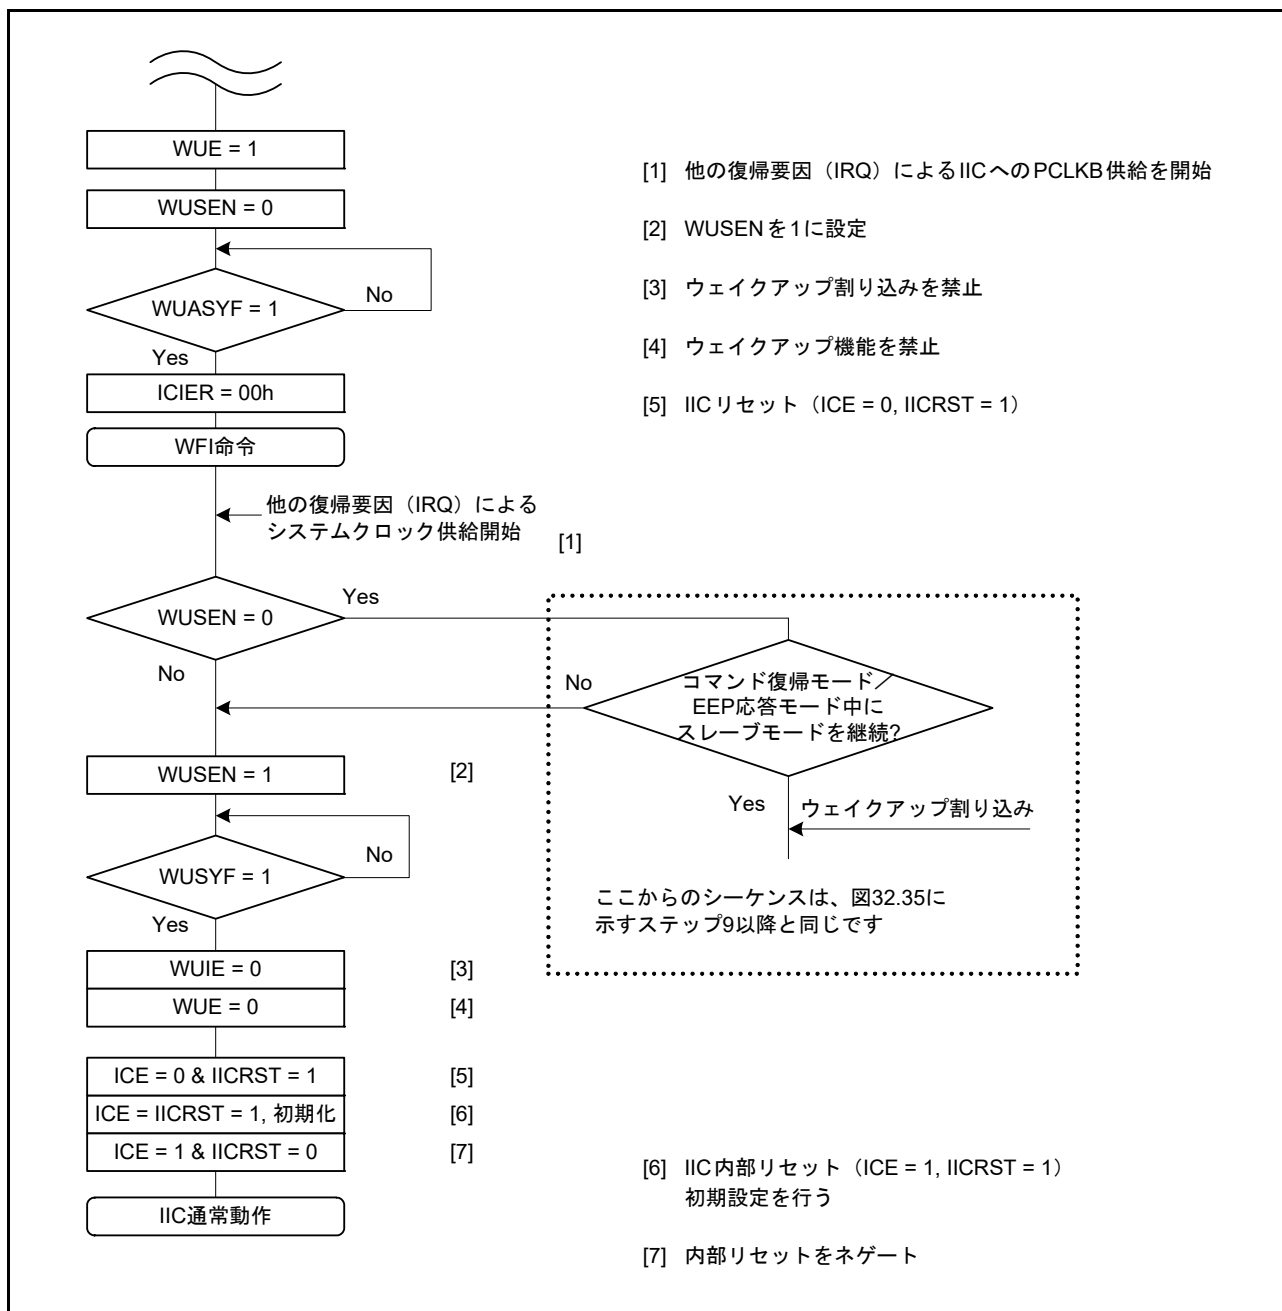 WUE = 1
WUSEN = 0
WUASYF = 1
No
Yes
ICIER = 00h
WFI命令
他の復帰要因（IRQ）による
システムクロック供給開始
[1]
WUSEN = 0
Yes
No
コマンド復帰モード／
EEP応答モード中に
スレーブモードを継続?
No
Yes
ウェイクアップ割り込み
ここからのシーケンスは、図32.35に
示すステップ9以降と同じです
WUSEN = 1
[2]
WUSYF = 1
No
Yes
WUIE = 0
[3]
WUE = 0
[4]
ICE = 0 & IICRST = 1
[5]
ICE = IICRST = 1, 初期化
[6]
ICE = 1 & IICRST = 0
[7]
IIC通常動作
[1] 他の復帰要因（IRQ）によるIICへのPCLKB供給を開始
[2] WUSENを1に設定
[3] ウェイクアップ割り込みを禁止
[4] ウェイクアップ機能を禁止
[5] IICリセット（ICE = 0, IICRST = 1）
[6] IIC内部リセット（ICE = 1, IICRST = 1）
初期設定を行う
[7] 内部リセットをネゲート